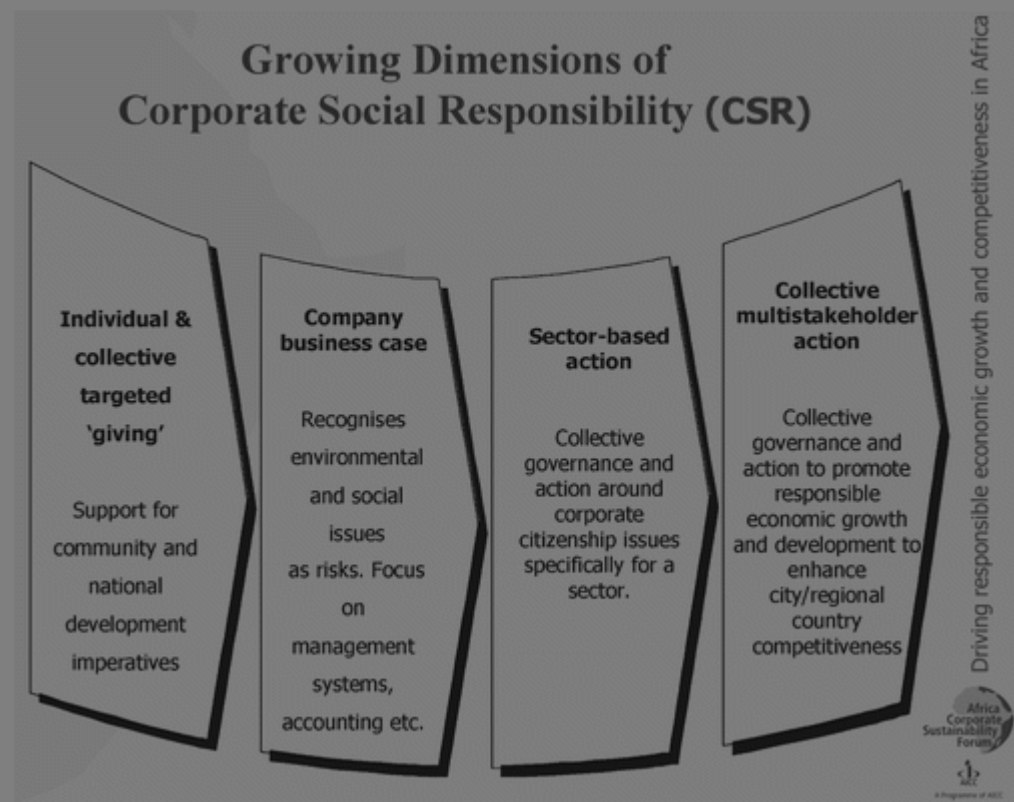 Growing Dimensions of
Corporate Social Responsibility (CSR)
Individual &
collective
targeted
‘giving’
Support for
community and
national
development
imperatives
Company
business case
Recognises
environmental
and social
issues
as risks. Focus
on
management
systems,
accounting etc.
Sector-based
action
Collective
governance and
action around
corporate
citizenship issues
specifically for a
sector.
Collective
multistakeholder
action
Collective
governance and
action to promote
responsible
economic growth
and development to
enhance
city/regional
country
competitiveness
Driving responsible economic growth and competitiveness in Africa
Africa
Corporate
Sustainability
Forum
AICC
A Programme of AICC